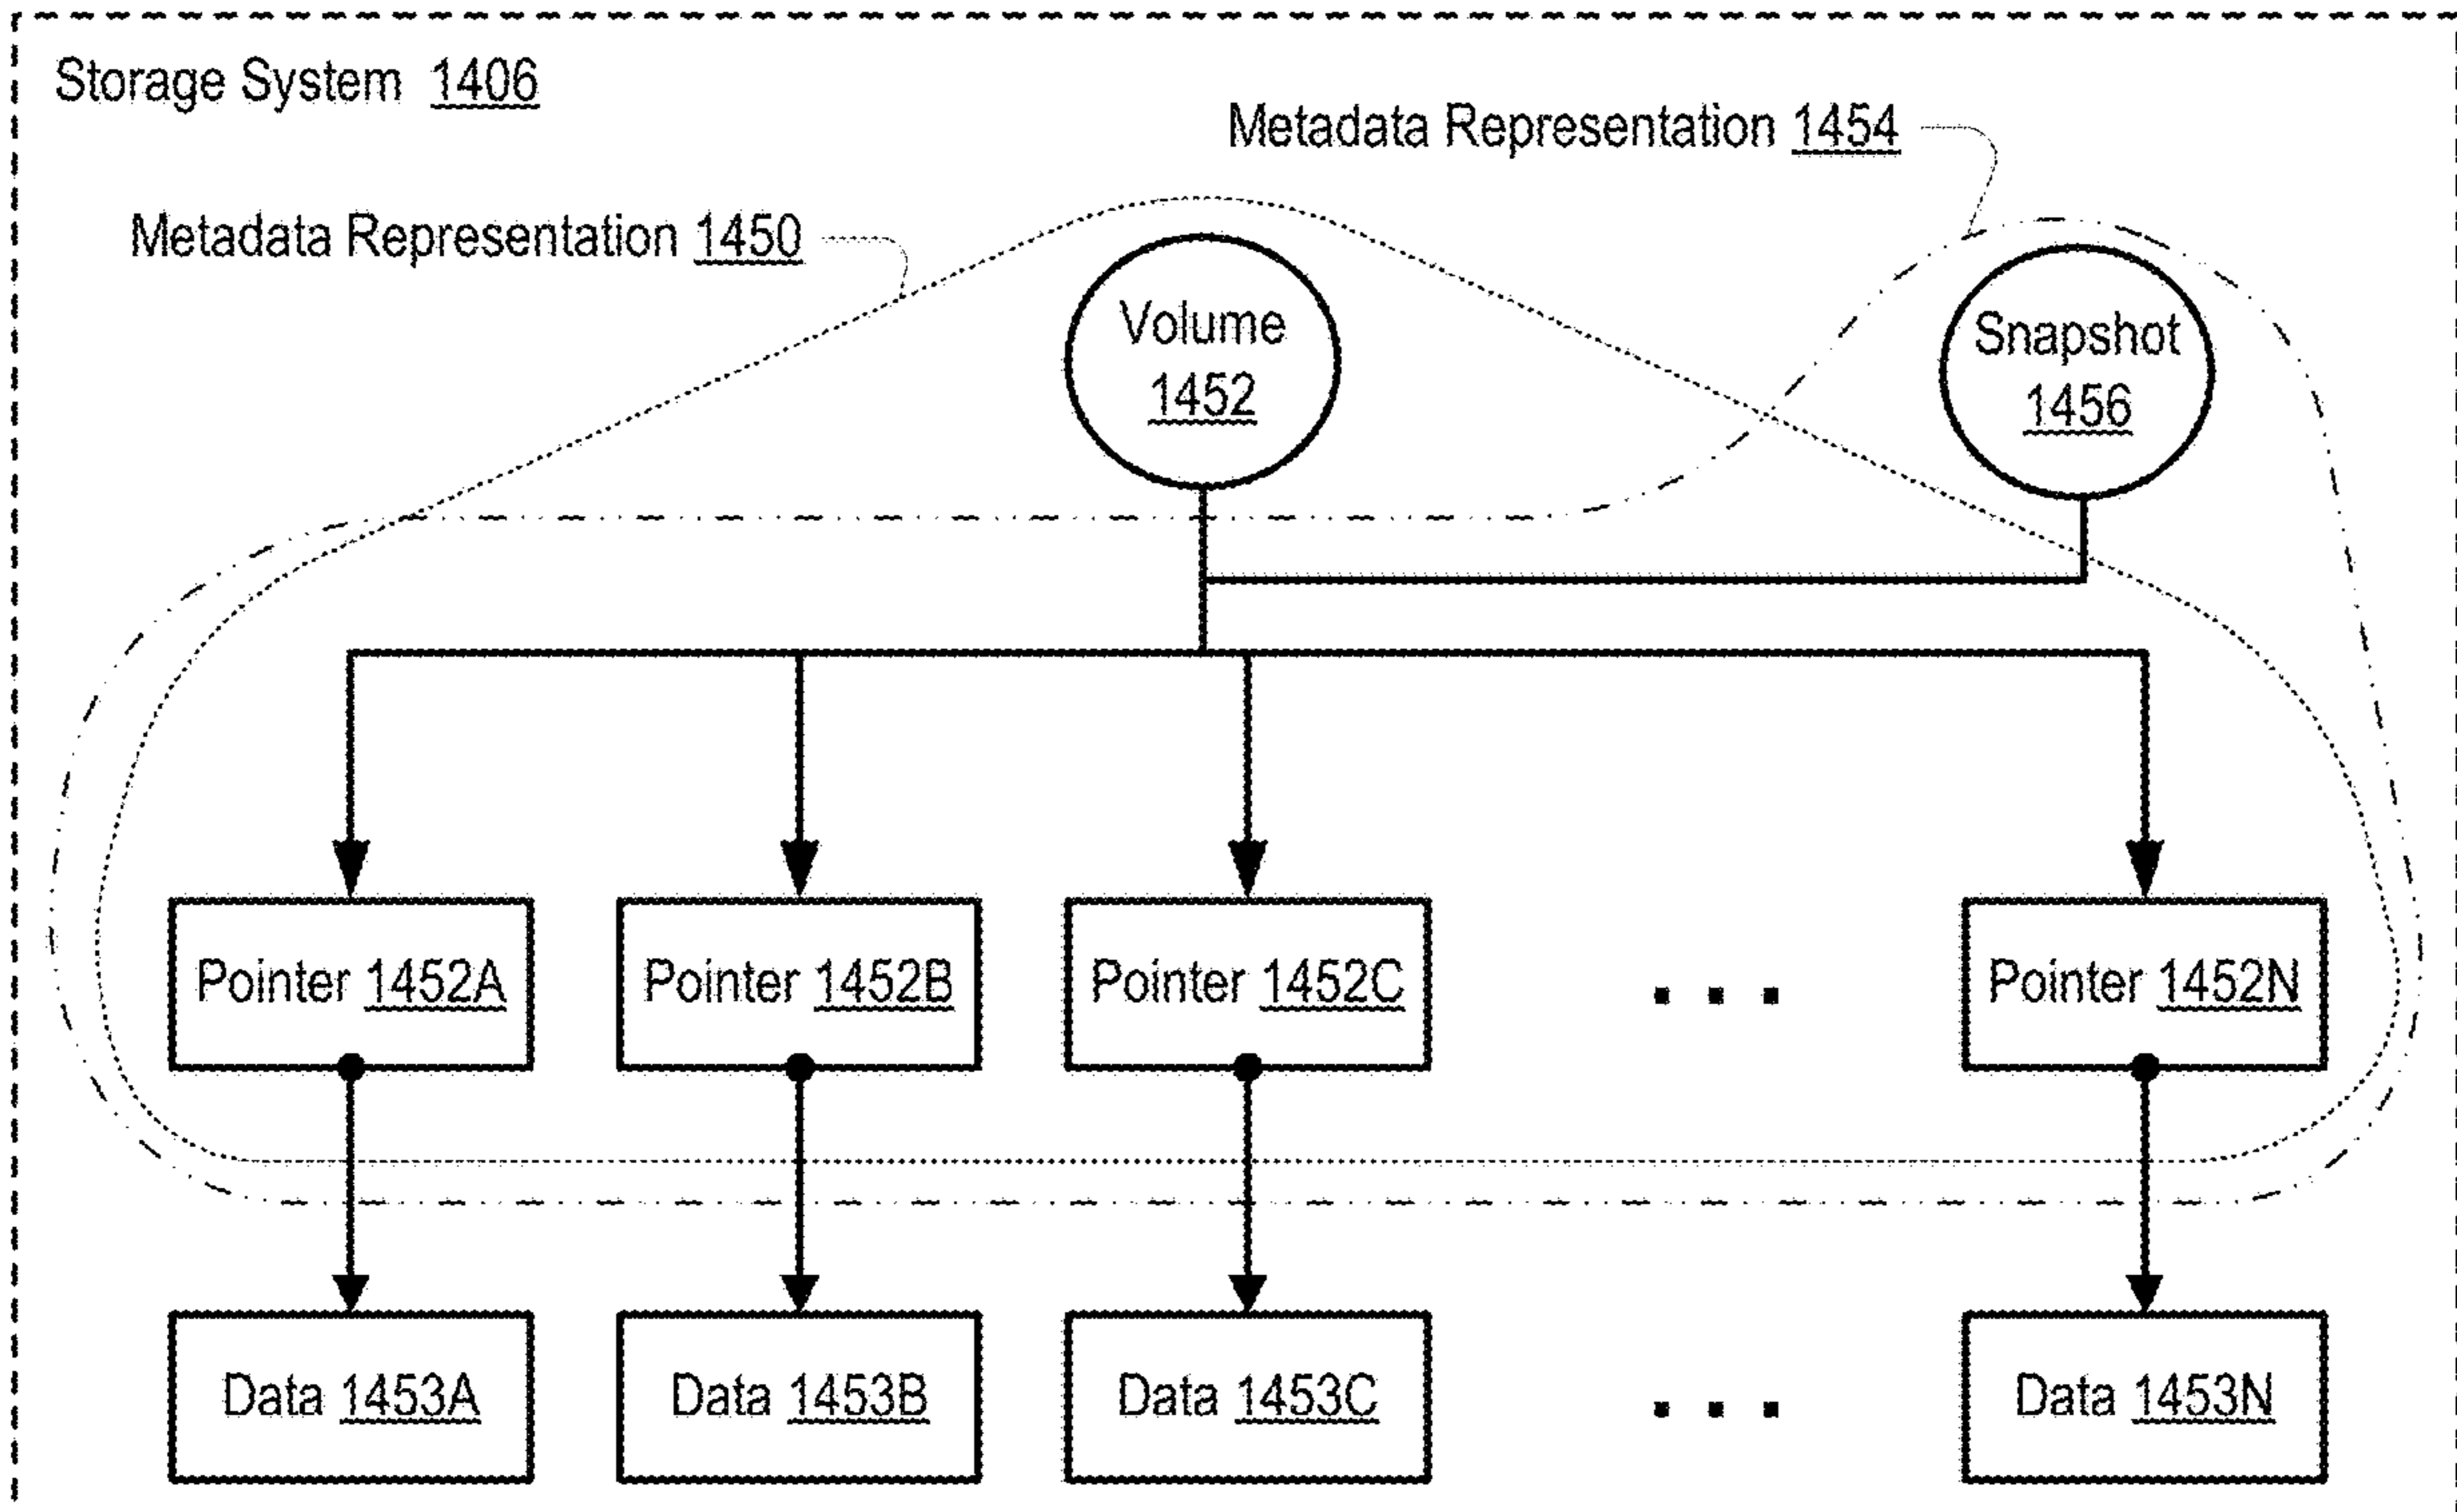 Storage System 1406
Metadata Representation 1454
Metadata Representation 1450
Volume
1452
Snapshot
1456
Pointer 1452A
Pointer 1452B
Pointer 1452C
. . .
Pointer 1452N
Data 1453A
Data 1453B
Data 1453C
. . .
Data 1453N